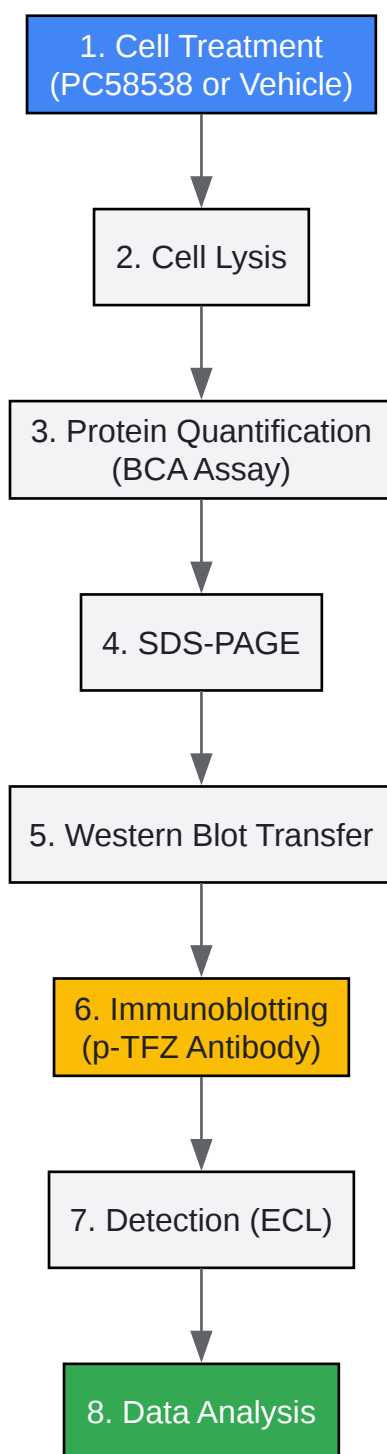 1. Cell Treatment
(PC58538 or Vehicle)
2. Cell Lysis
3. Protein Quantification
(BCA Assay)
4. SDS-PAGE
5. Western Blot Transfer
6. Immunoblotting
(p-TFZ Antibody)
7. Detection (ECL)
8. Data Analysis